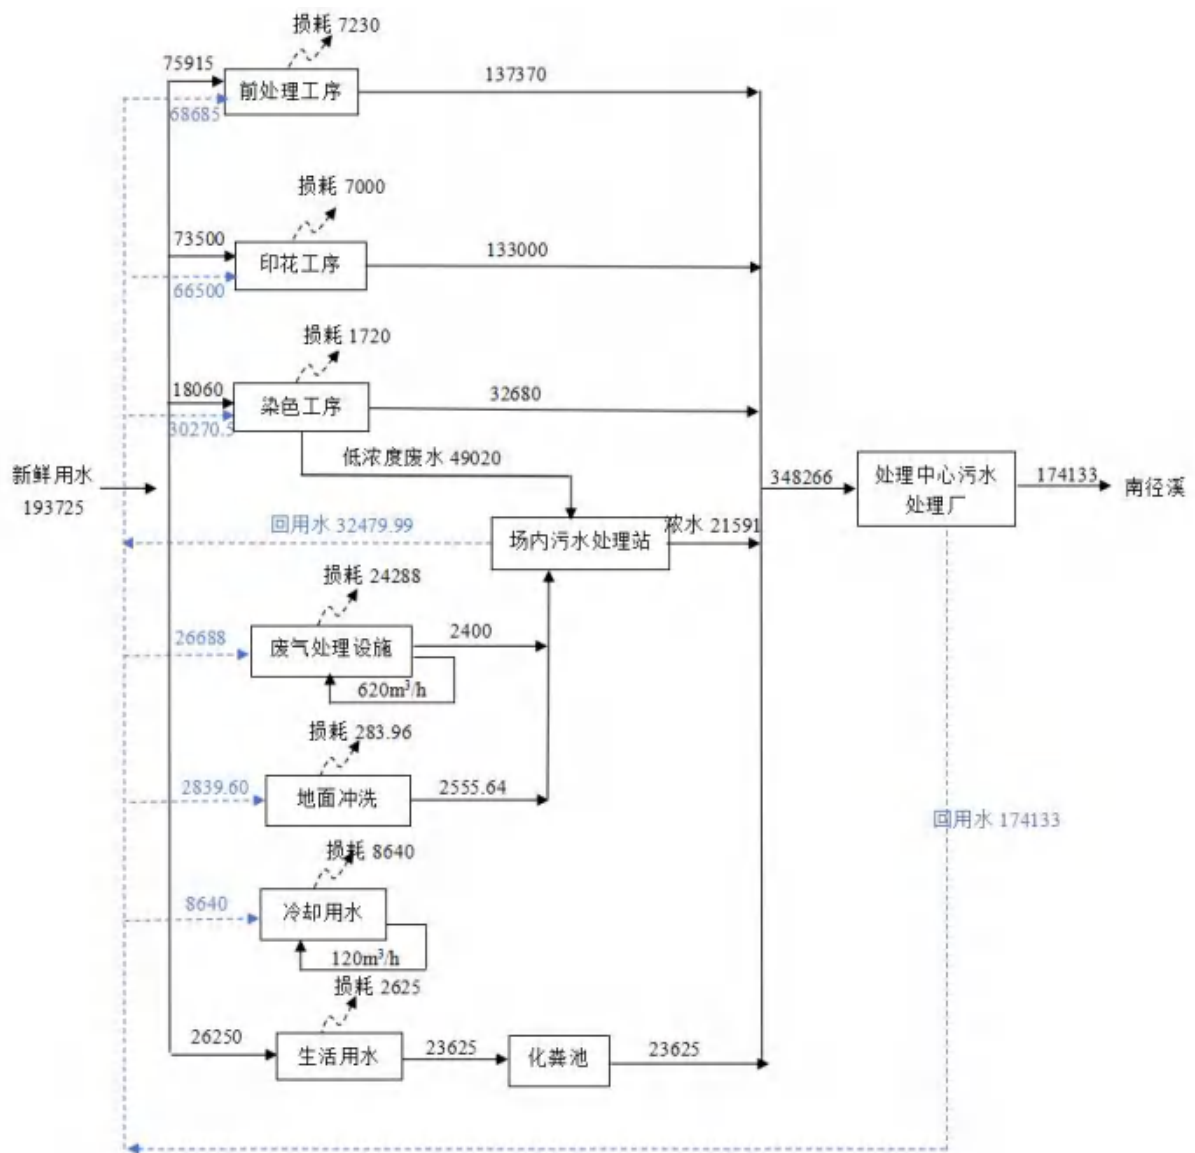 损耗 7230
75915
前处理工序
137370
68685
损耗 7000
73500
印花工序
133000
66500
损耗 1720
18060
染色工序
32680
30270.5
低浓度废水 49020
新鲜用水
193725
348266
处理中心污水
处理厂
174133
南径溪
回用水 32479.99
场内污水处理站
浓水 21591
损耗 24288
26688
废气处理设施
2400
620m³/h
损耗 283.96
2839.60
地面冲洗
2555.64
回用水 174133
损耗 8640
8640
冷却用水
120m³/h
损耗 2625
26250
生活用水
23625
化粪池
23625